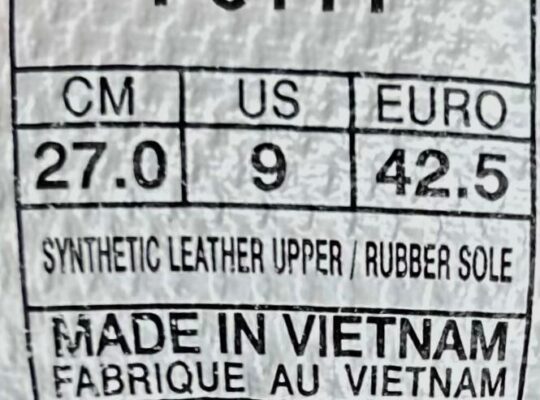 CM US EURO
27.0 9 42.5
SYNTHETIC LEATHER UPPER / RUBBER SOLE
MADE IN VIETNAM
FABRIQUE AU VIETNAM